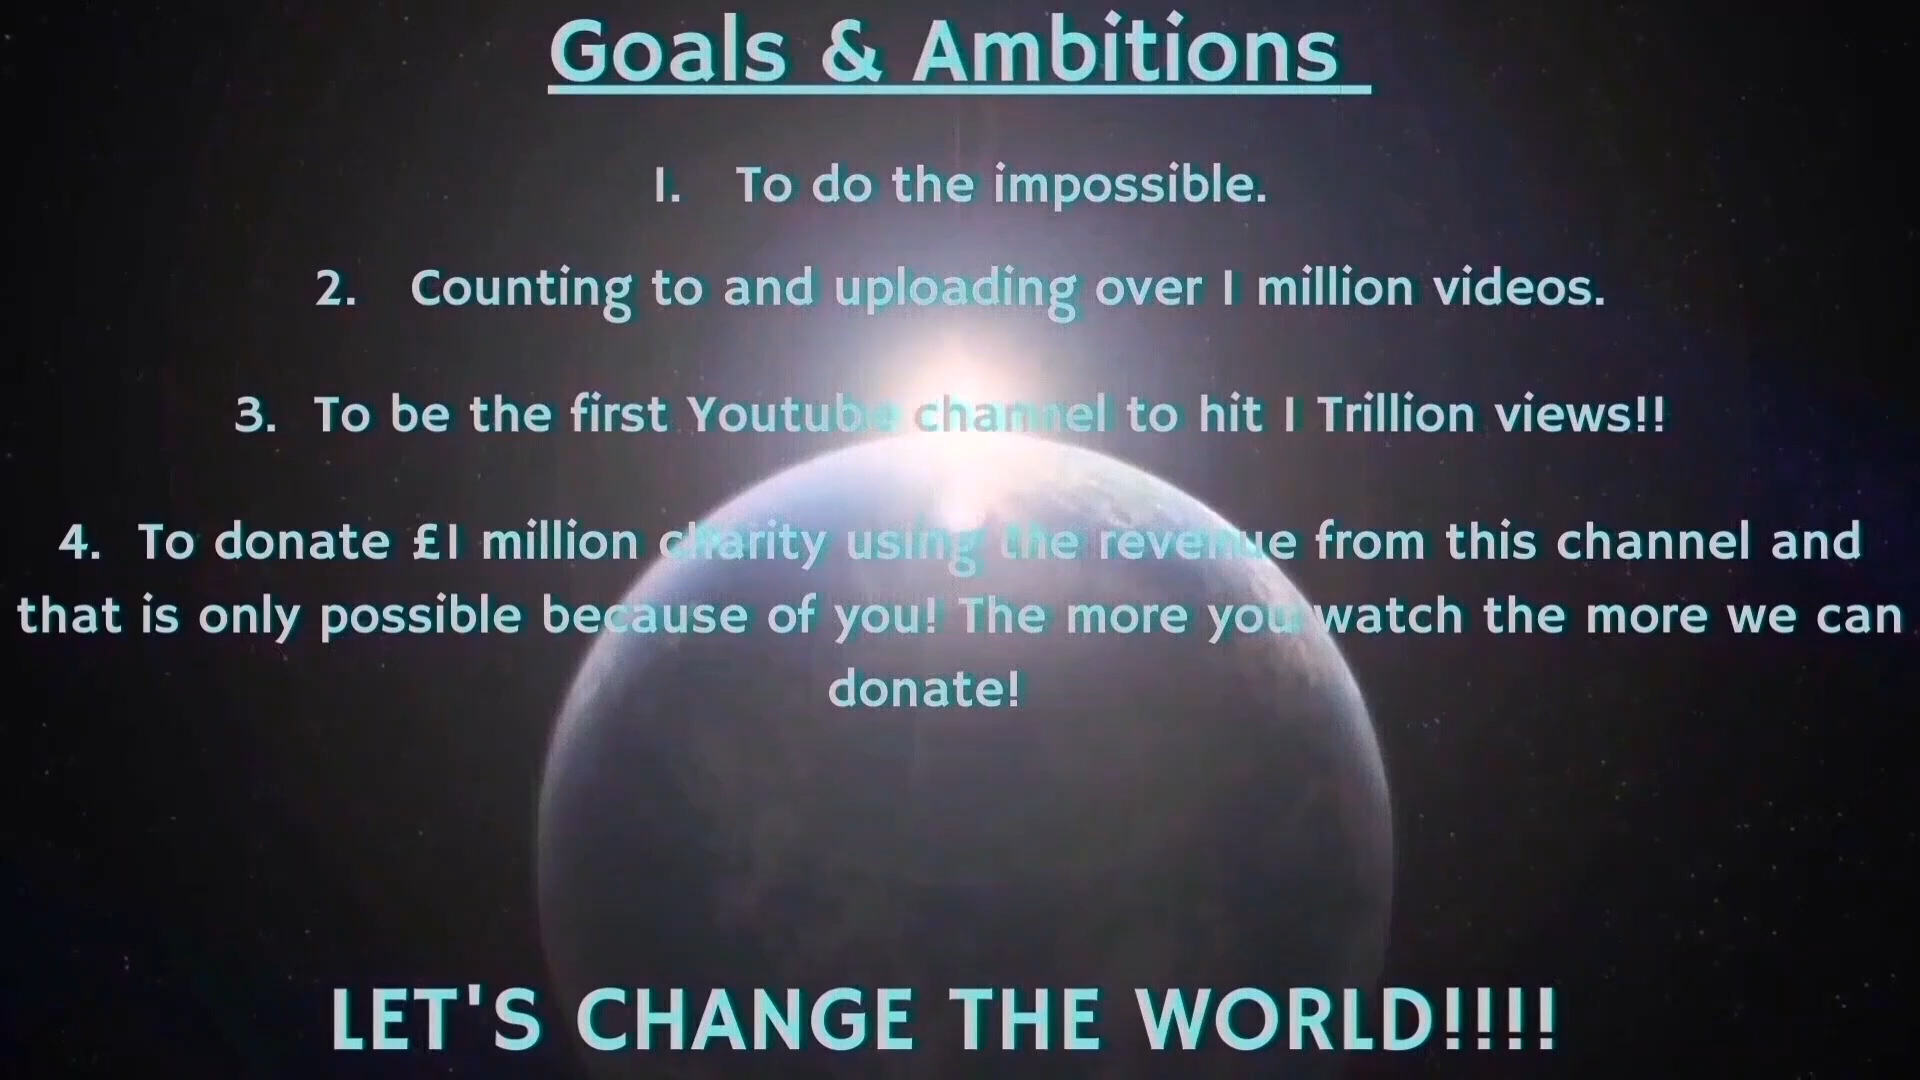 Goals & Ambitions
1. To do the impossible.
2. Counting to and uploading over 1 million videos.
3. To be the first Youtube channel to hit 1 Trillion views!!
4. To donate £1 million charity using the revenue from this channel and
that is only possible because of you! The more you watch the more we can
donate!
LET'S CHANGE THE WORLD!!!!